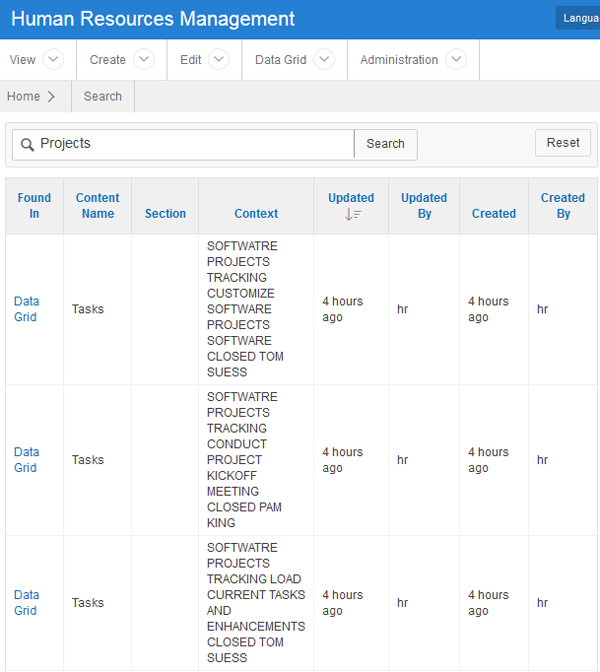 Human Resources Management
Langua
View
Create
Edit
Data Grid
Administration
Home
Search
Projects
Search
Reset
Found In
Content Name
Section
Context
Updated
Updated By
Created
Created By
Data Grid
Tasks
SOFTWATRE
PROJECTS
TRACKING
CUSTOMIZE
SOFTWARE
PROJECTS
SOFTWARE
CLOSED TOM
SUESS
4 hours ago
hr
4 hours ago
hr
Data Grid
Tasks
SOFTWATRE
PROJECTS
TRACKING
CONDUCT
PROJECT
KICKOFF
MEETING
CLOSED PAM
KING
4 hours ago
hr
4 hours ago
hr
Data Grid
Tasks
SOFTWATRE
PROJECTS
TRACKING LOAD
CURRENT TASKS
AND
ENHANCEMENTS
CLOSED TOM
SUESS
4 hours ago
hr
4 hours ago
hr